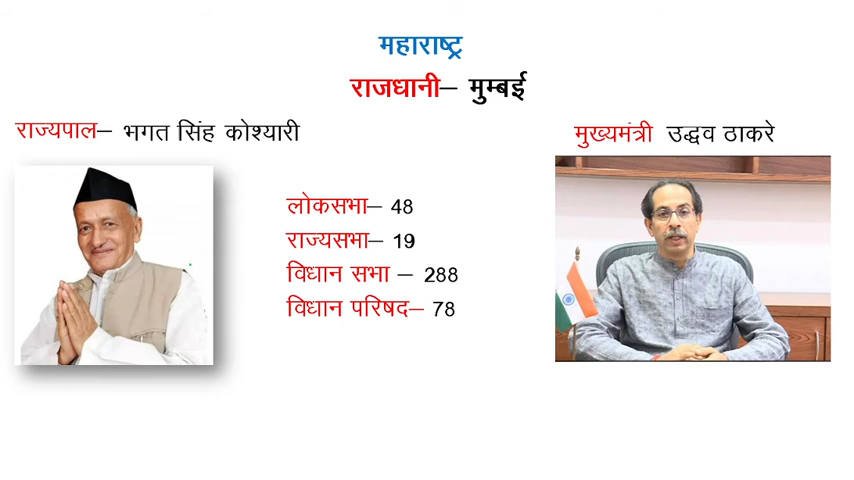 महाराष्ट्र
राजधानी– मुम्बई
राज्यपाल– भगत सिंह कोश्यारी
मुख्यमंत्री उद्धव ठाकरे
लोकसभा– 48
राज्यसभा– 19
विधान सभा – 288
विधान परिषद– 78